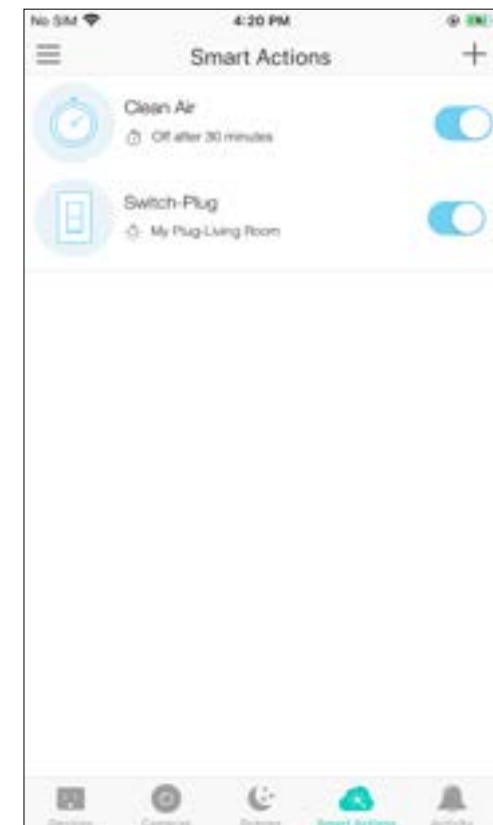 No SIM 4:20 PM
Smart Actions
Clean Air
Off after 30 minutes
Switch-Plug
My Plug-Living Room
Devices Cameras Scenes Smart Actions Activity